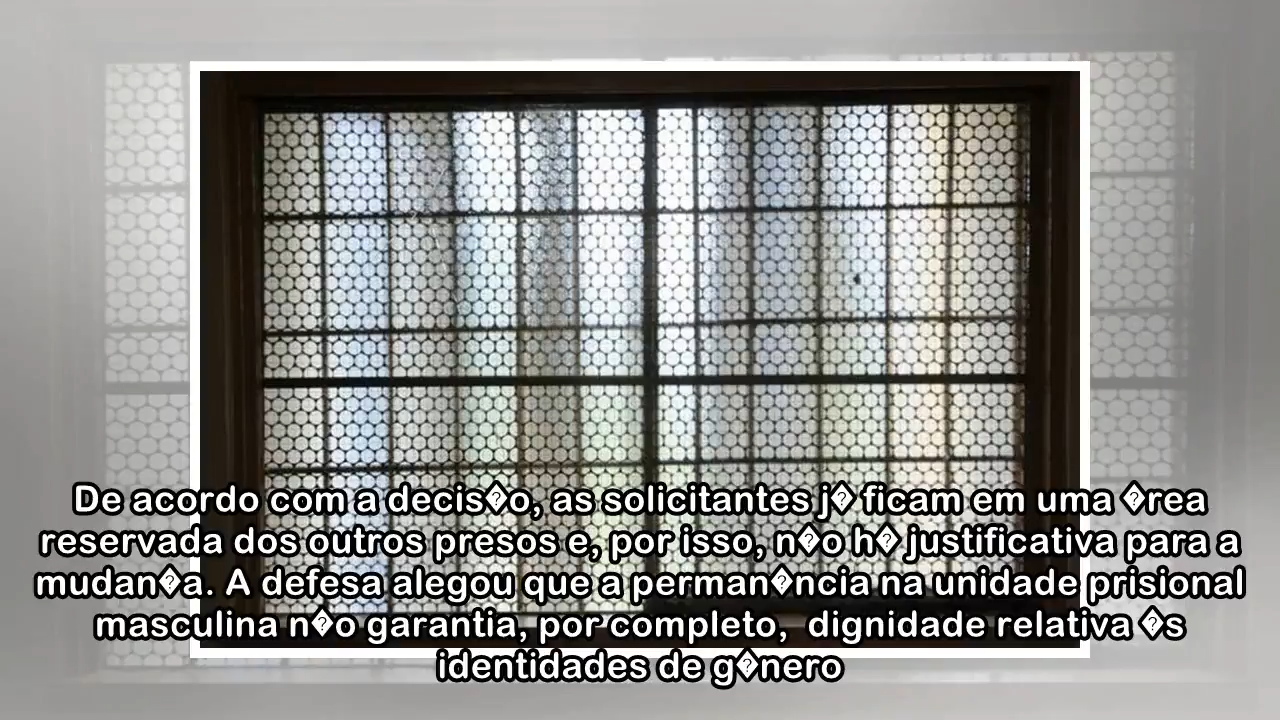 De acordo com a decis�o, as solicitantes j� ficam em uma �rea
reservada dos outros presos e, por isso, n�o h� justificativa para a
mudan�a. A defesa alegou que a perman�ncia na unidade prisional
masculina n�o garantia, por completo,  dignidade relativa �s
identidades de g�nero